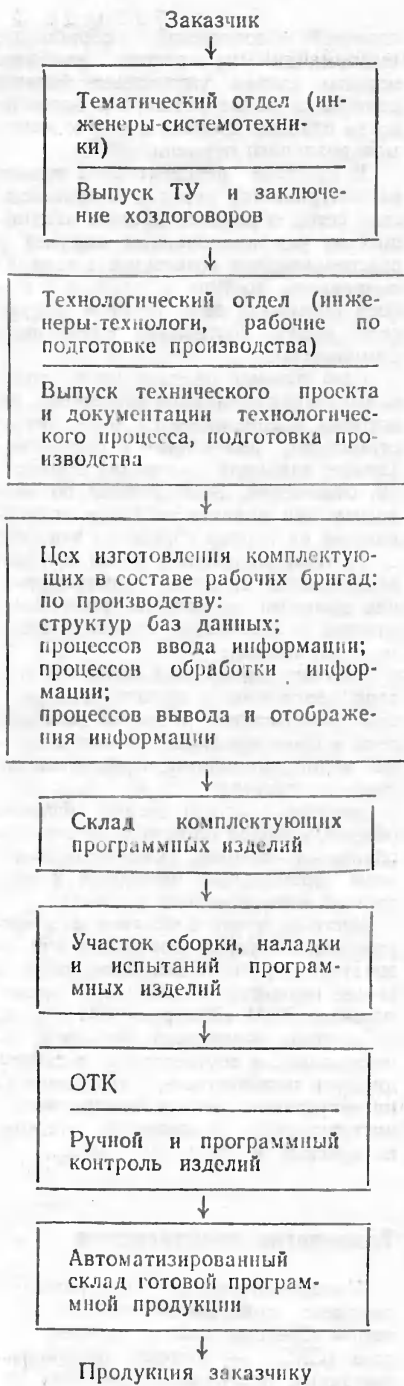 Заказчик
↓
Тематический отдел (ин-
женеры-системотехни-
ки)
Выпуск ТУ и заключе-
ние хоздоговоров
↓
Технологический отдел (инже-
неры-технологи, рабочие по
подготовке производства)
Выпуск технического проекта
и документации технологичес-
кого процесса, подготовка про-
изводства
↓
Цех изготовления комплектую-
щих в составе рабочих бригад:
по производству:
структур баз данных;
процессов ввода информации;
процессов обработки инфор-
мации;
процессов вывода и отображе-
ния информации
↓
Склад комплектующих
программных изделий
↓
Участок сборки, наладки
и испытаний програм-
мных изделий
↓
ОТК
Ручной и программный
контроль изделий
↓
Автоматизированный
склад готовой програм-
мной продукции
↓
Продукция заказчику